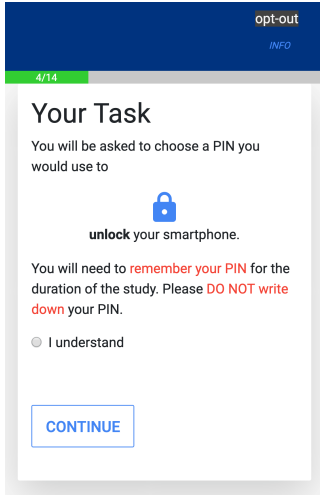 opt-out
INFO
4/14
Your Task
You will be asked to choose a PIN you
would use to
unlock your smartphone.
You will need to remember your PIN for the
duration of the study. Please DO NOT write
down your PIN.
I understand
CONTINUE